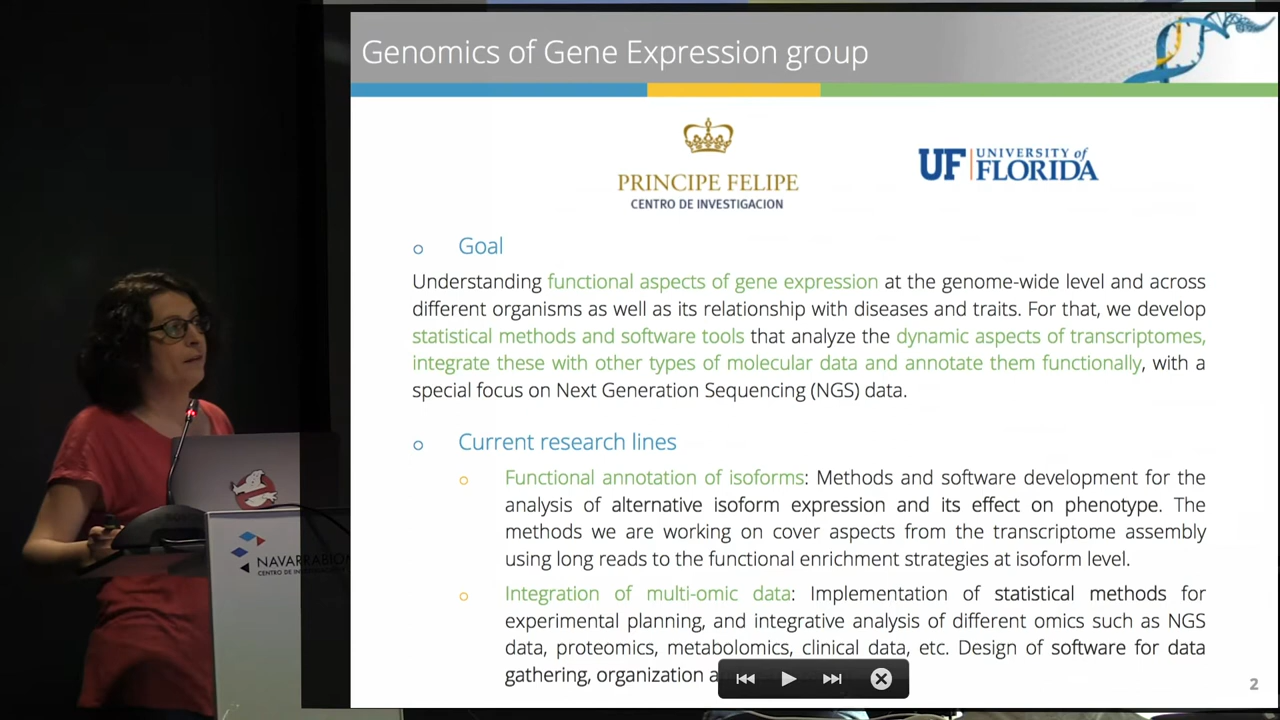 Genomics of Gene Expression group
PRINCIPE FELIPE
CENTRO DE INVESTIGACION
UF UNIVERSITY of
FLORIDA
Goal
Understanding functional aspects of gene expression at the genome-wide level and across
different organisms as well as its relationship with diseases and traits. For that, we develop
statistical methods and software tools that analyze the dynamic aspects of transcriptomes,
integrate these with other types of molecular data and annotate them functionally, with a
special focus on Next Generation Sequencing (NGS) data.
Current research lines
Functional annotation of isoforms: Methods and software development for the
analysis of alternative isoform expression and its effect on phenotype. The
methods we are working on cover aspects from the transcriptome assembly
using long reads to the functional enrichment strategies at isoform level.
Integration of multi-omic data: Implementation of statistical methods for
experimental planning, and integrative analysis of different omics such as NGS
data, proteomics, metabolomics, clinical data, etc. Design of software for data
gathering, organization a
2
NAVARRABIO
CENTRO DE IN